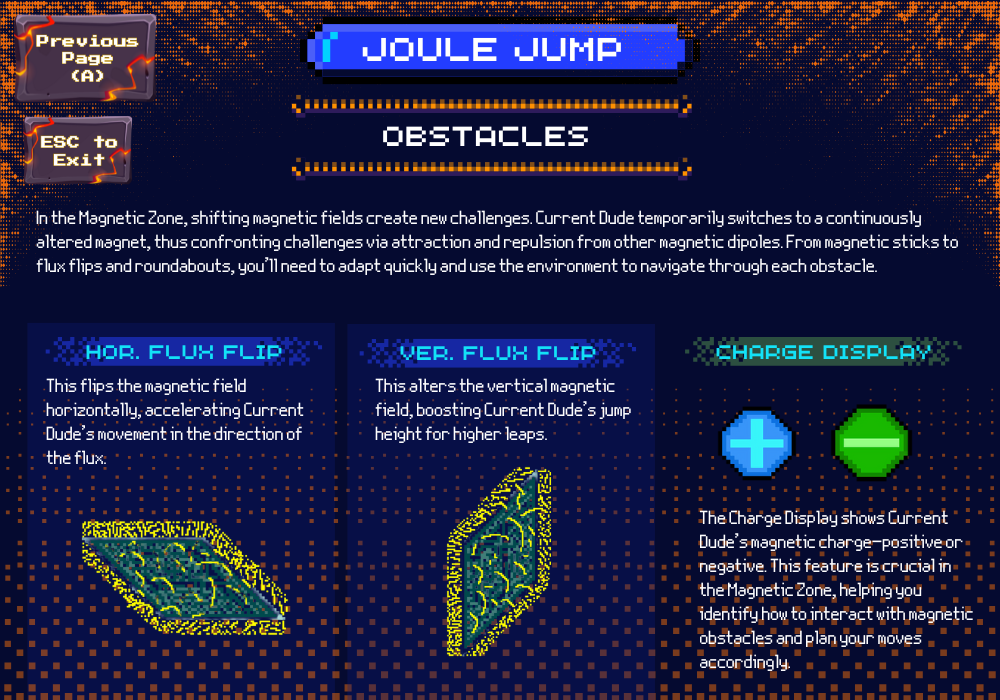 Previous
Page
(A)
JOULE JUMP
ESC to
Exit
OBSTACLES
In the Magnetic Zone, shifting magnetic fields create new challenges. Current Dude temporarily switches to a continuously
altered magnet, thus confronting challenges via attraction and repulsion from other magnetic dipoles. From magnetic sticks to
flux flips and roundabouts, you'll need to adapt quickly and use the environment to navigate through each obstacle.
HOR. FLUX FLIP
This flips the magnetic field
horizontally, accelerating Current
Dude's movement in the direction of
the flux.
VER. FLUX FLIP
This alters the vertical magnetic
field, boosting Current Dude's jump
height for higher leaps.
CHARGE DISPLAY
The Charge Display shows Current
Dude's magnetic charge—positive or
negative. This feature is crucial in
the Magnetic Zone, helping you
identify how to interact with magnetic
obstacles and plan your moves
accordingly.